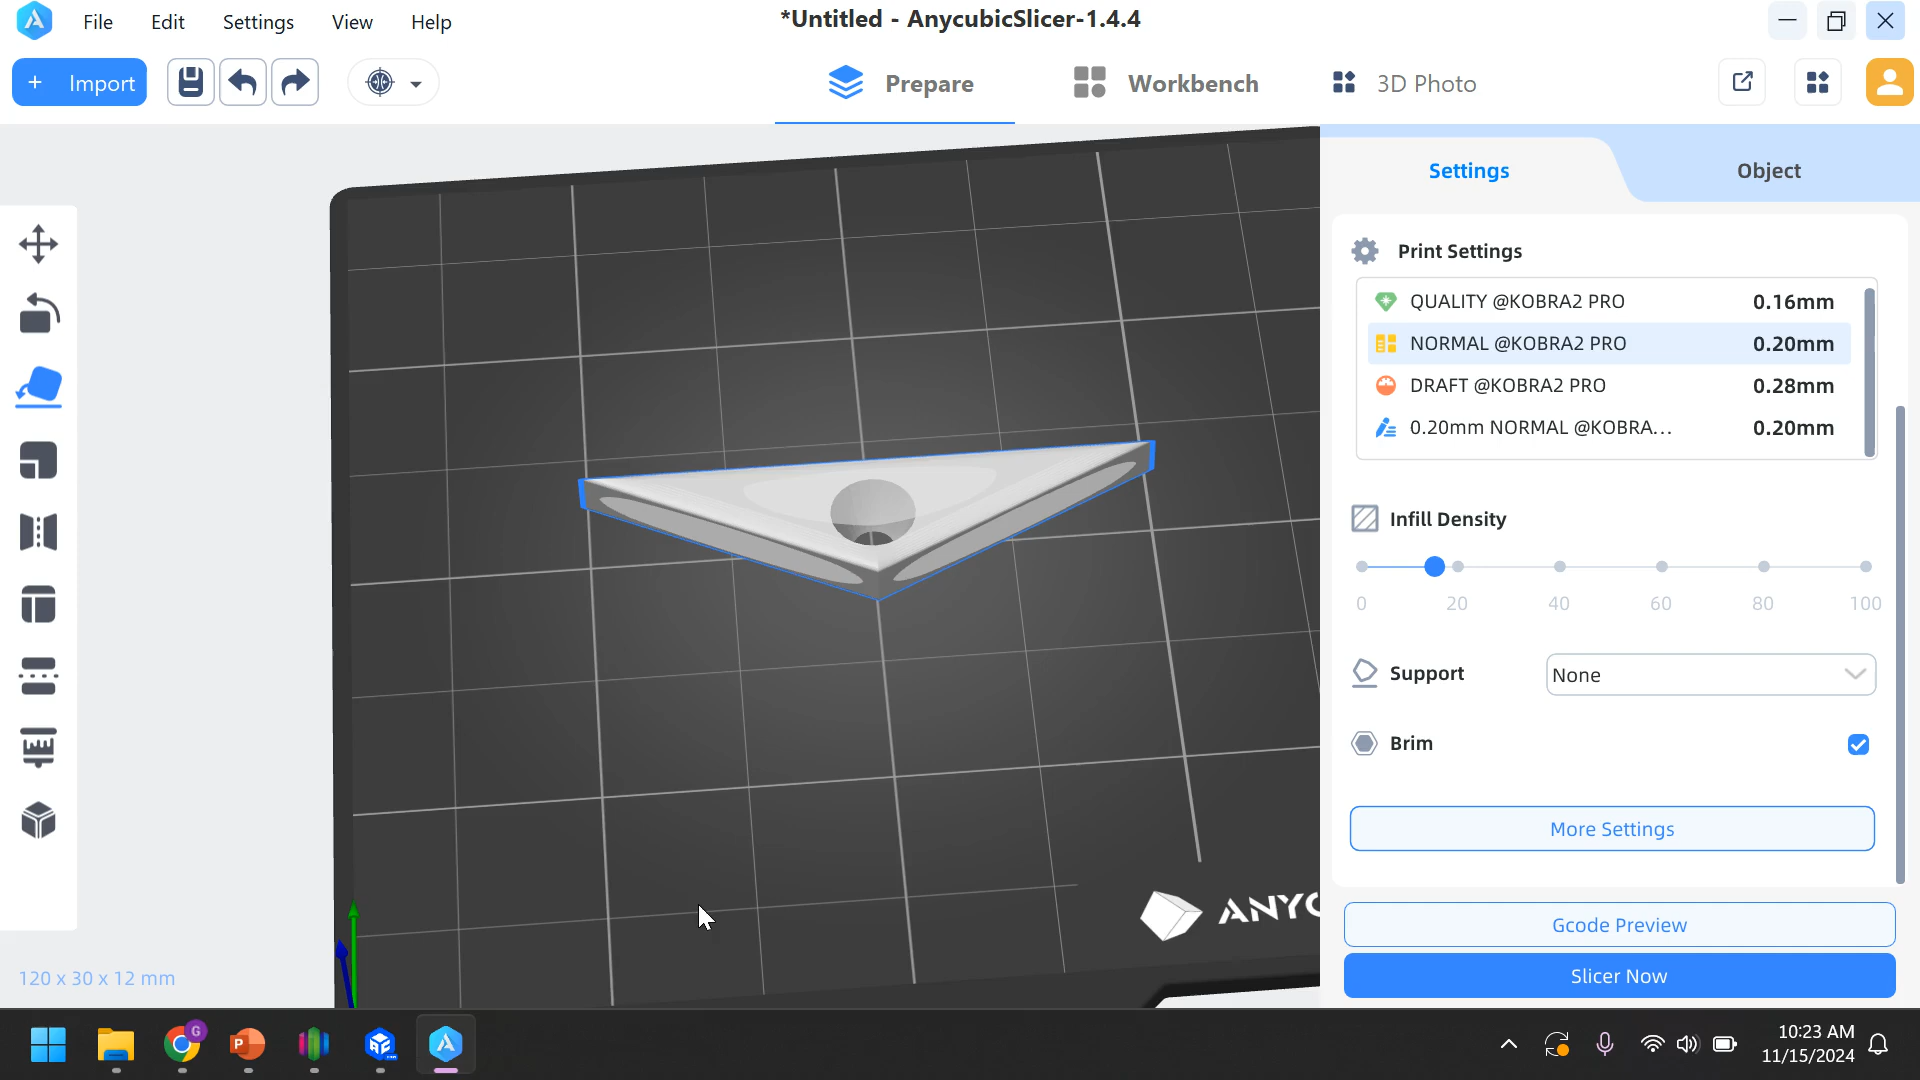 File Edit Settings View Help
*Untitled - AnycubicSlicer-1.4.4
+ Import
Prepare
Workbench
3D Photo
Settings
Object
Print Settings
QUALITY @KOBRA2 PRO 0.16mm
NORMAL @KOBRA2 PRO 0.20mm
DRAFT @KOBRA2 PRO 0.28mm
0.20mm NORMAL @KOBRA... 0.20mm
Infill Density
0 20 40 60 80 100
Support None
Brim
More Settings
ANYC
Gcode Preview
120 x 30 x 12 mm
Slicer Now
G
P
10:23 AM
11/15/2024